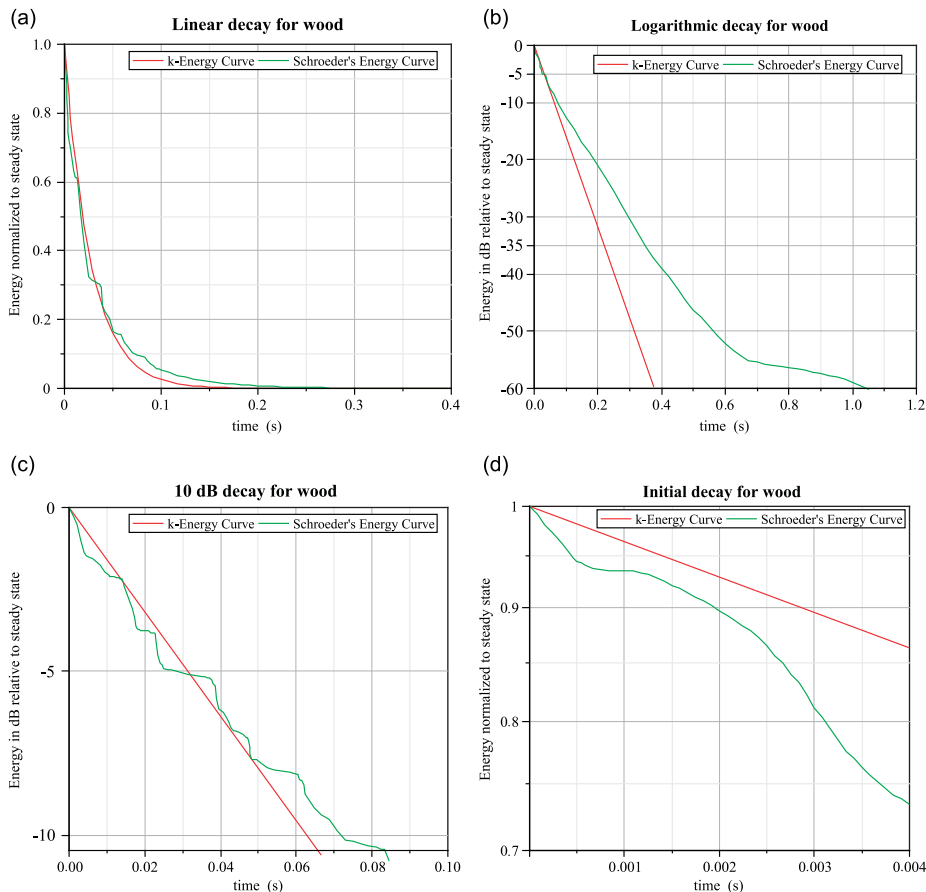 (a)
Linear decay for wood
k-Energy Curve Schroeder's Energy Curve
Energy normalized to steady state
1.0
0.8
0.6
0.4
0.2
0
0 0.1 0.2 0.3 0.4
time (s)
(b)
Logarithmic decay for wood
k-Energy Curve Schroeder's Energy Curve
Energy in dB relative to steady state
0
-5
-10
-20
-30
-35
-40
-50
-60
0.0 0.2 0.4 0.6 0.8 1.0 1.2
time (s)
(c)
10 dB decay for wood
k-Energy Curve Schroeder's Energy Curve
Energy in dB relative to steady state
0
-5
-10
0.00 0.02 0.04 0.06 0.08 0.10
time (s)
(d)
Initial decay for wood
k-Energy Curve Schroeder's Energy Curve
Energy normalized to steady state
1
0.9
0.8
0.7
0.001 0.002 0.003 0.004
time (s)